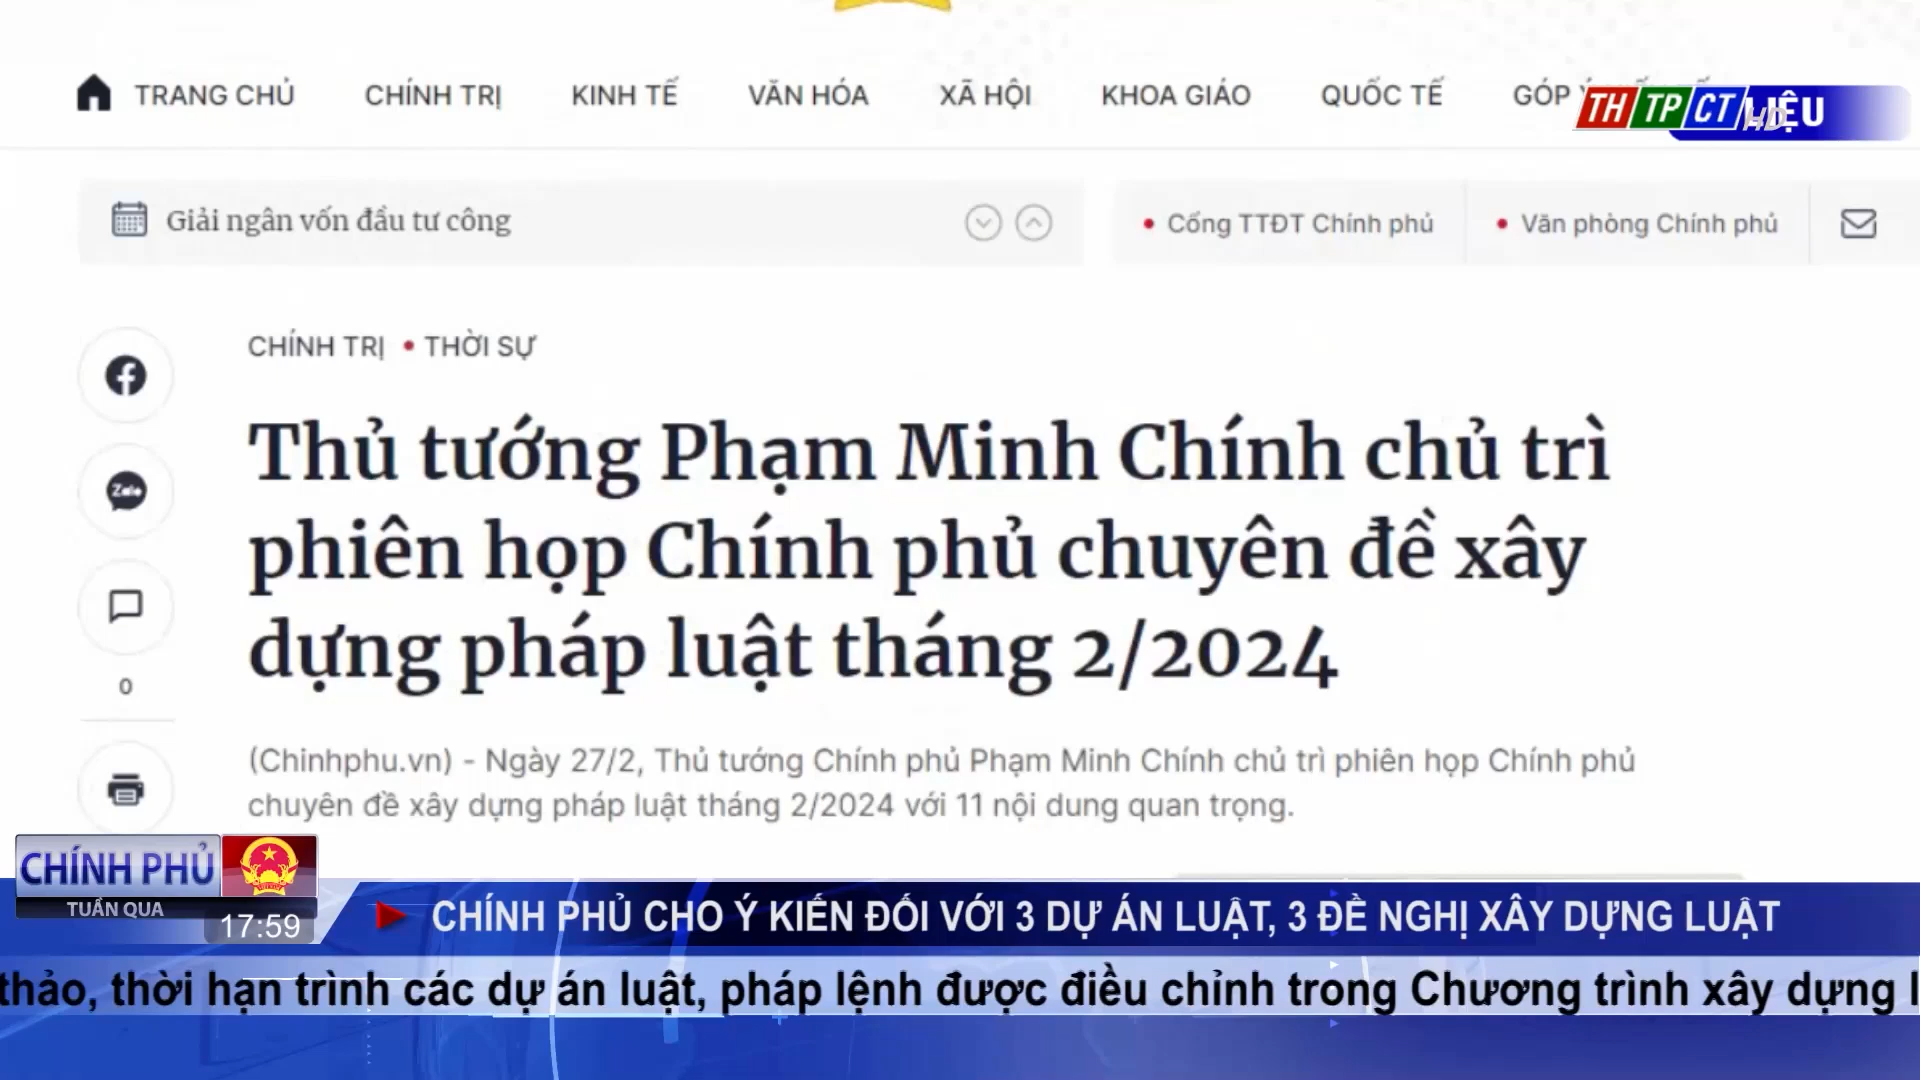 TRANG CHỦ CHÍNH TRỊ KINH TẾ VĂN HÓA XÃ HỘI KHOA GIÁO QUỐC TẾ GÓP
THTPCT HD LIỆU
Giải ngân vốn đầu tư công
Cổng TTĐT Chính phủ
Văn phòng Chính phủ
CHÍNH TRỊ • THỜI SỰ
Zalo
Thủ tướng Phạm Minh Chính chủ trì
phiên họp Chính phủ chuyên đề xây
dựng pháp luật tháng 2/2024
0
(Chinhphu.vn) - Ngày 27/2, Thủ tướng Chính phủ Phạm Minh Chính chủ trì phiên họp Chính phủ
chuyên đề xây dựng pháp luật tháng 2/2024 với 11 nội dung quan trọng.
CHÍNH PHỦ
TUẦN QUA
17:59
CHÍNH PHỦ CHO Ý KIẾN ĐỐI VỚI 3 DỰ ÁN LUẬT, 3 ĐỀ NGHỊ XÂY DỰNG LUẬT
thảo, thời hạn trình các dự án luật, pháp lệnh được điều chỉnh trong Chương trình xây dựng